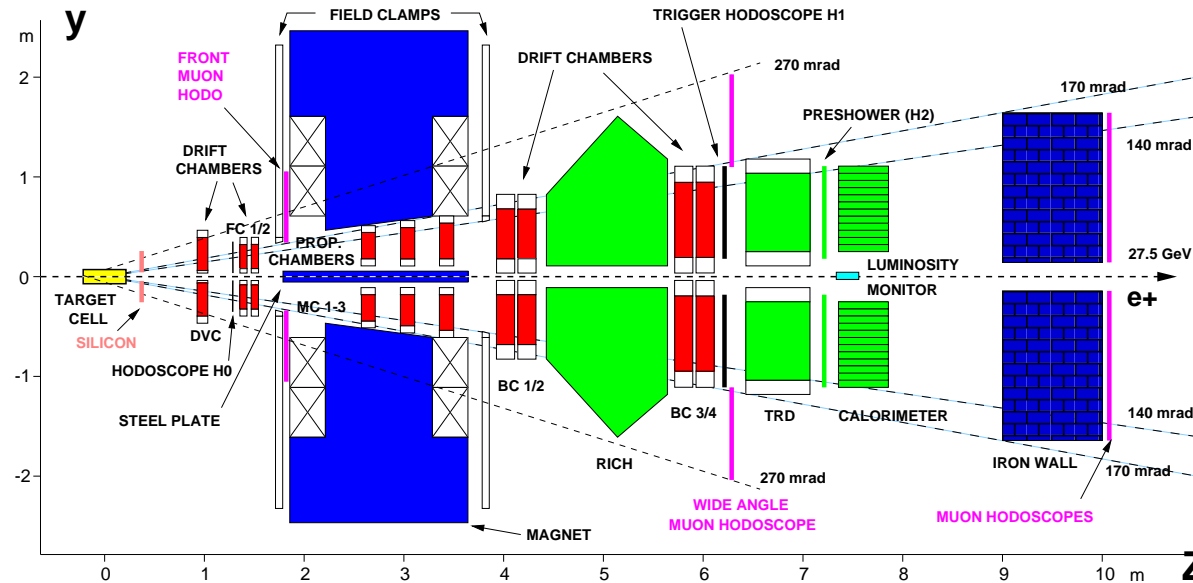 y
m
FIELD CLAMPS
TRIGGER HODOSCOPE H1
FRONT
MUON
HODO
DRIFT CHAMBERS
270 mrad
170 mrad
2
PRESHOWER (H2)
DRIFT
CHAMBERS
140 mrad
1
FC 1/2
PROP.
CHAMBERS
27.5 GeV
0
LUMINOSITY
MONITOR
e+
TARGET
CELL
SILICON
DVC
MC 1-3
HODOSCOPE H0
-1
STEEL PLATE
BC 1/2
BC 3/4
TRD
CALORIMETER
140 mrad
RICH
IRON WALL
170 mrad
270 mrad
-2
WIDE ANGLE
MUON HODOSCOPE
MUON HODOSCOPES
MAGNET
0 1 2 3 4 5 6 7 8 9 10 m
Z